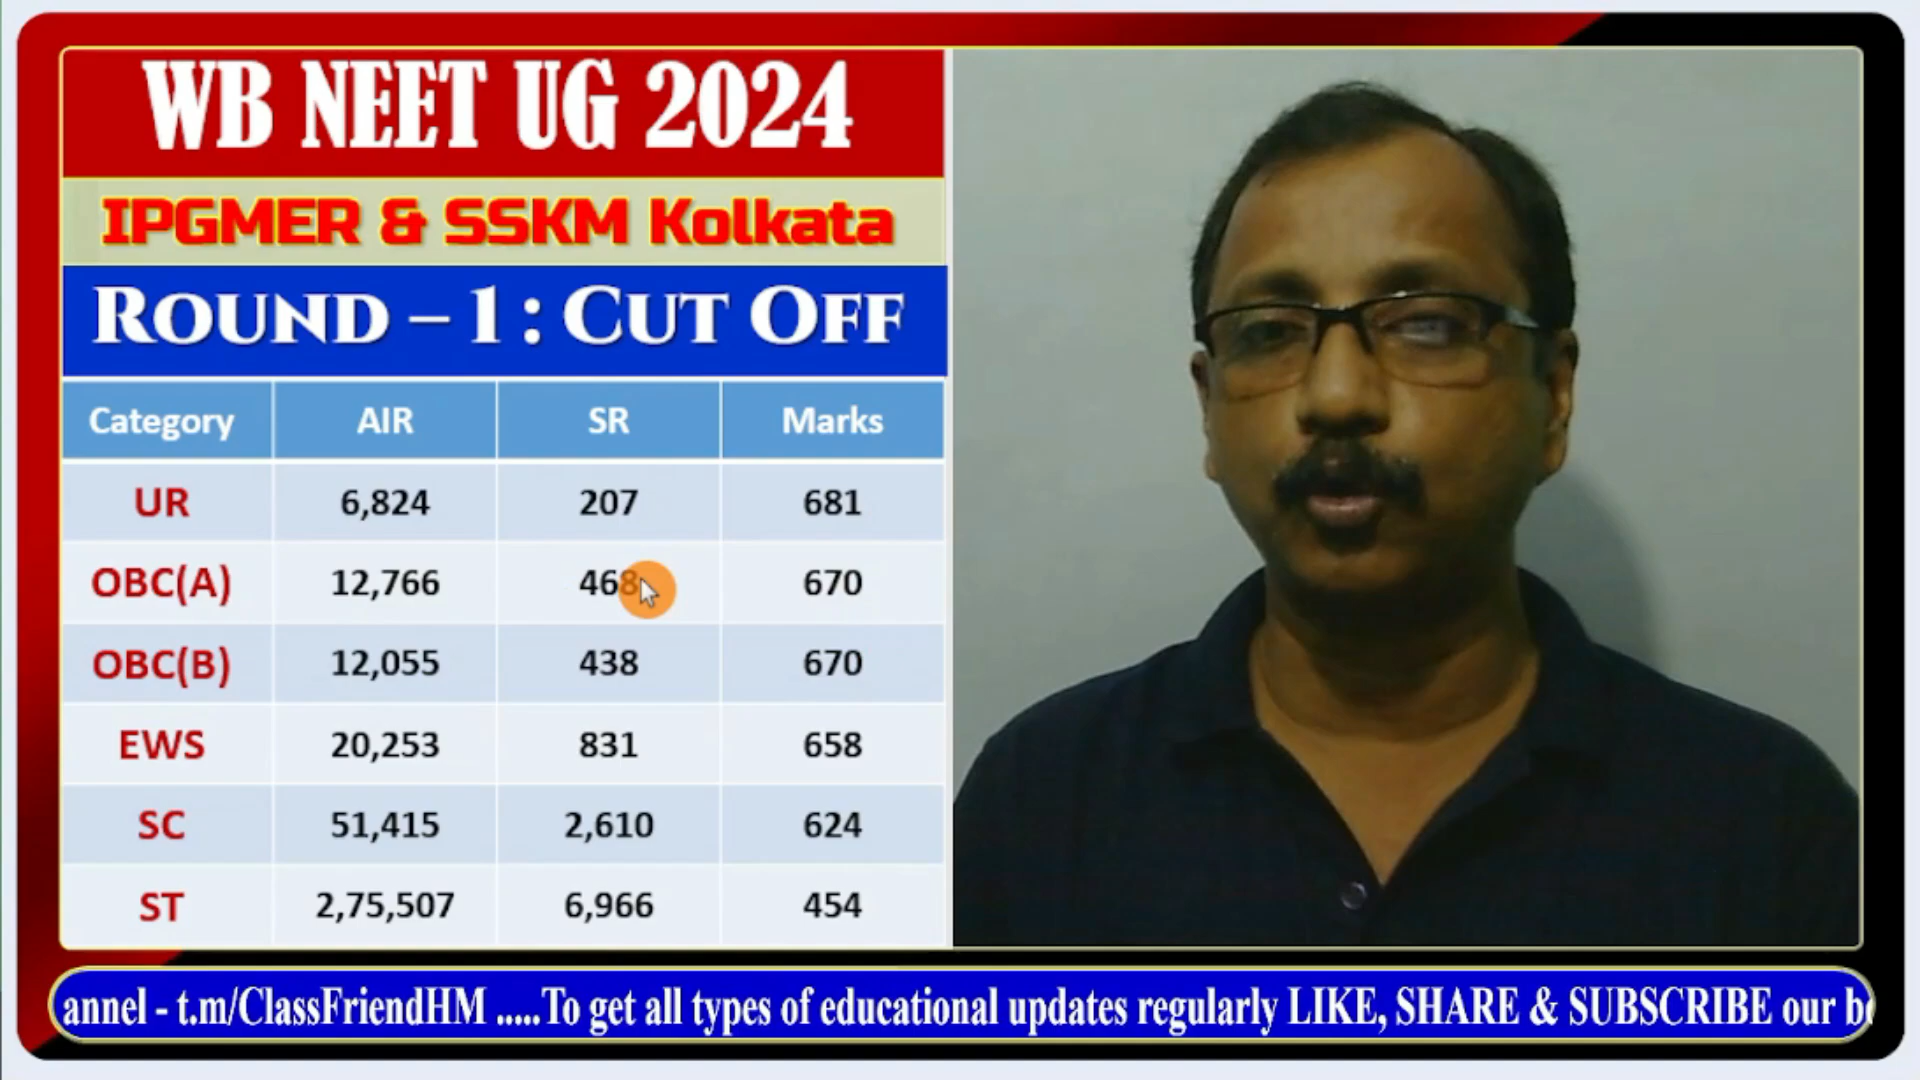 WB NEET UG 2024
IPGMER & SSKM Kolkata
ROUND – 1 : CUT OFF
Category AIR SR Marks
UR 6,824 207 681
OBC(A) 12,766 468 670
OBC(B) 12,055 438 670
EWS 20,253 831 658
SC 51,415 2,610 624
ST 2,75,507 6,966 454
annel - t.m/ClassFriendHM .....To get all types of educational updates regularly LIKE, SHARE & SUBSCRIBE our